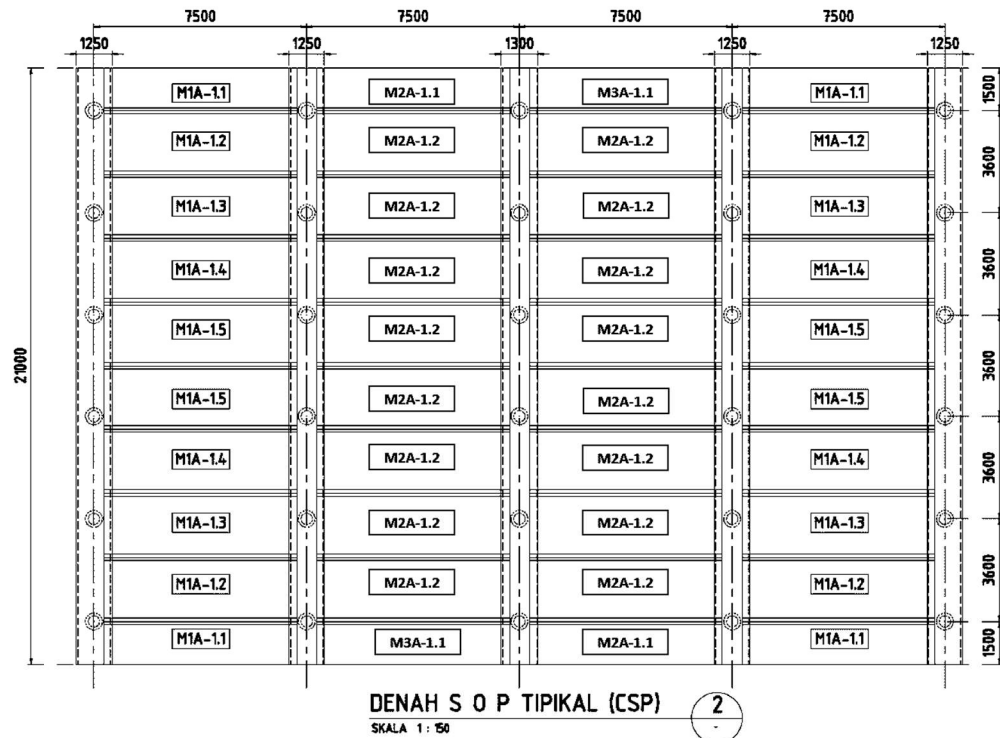 7500 7500 7500 7500
1250 1250 1300 1250 1250
M1A-1.1 M2A-1.1 M3A-1.1 M1A-1.1
1500
M1A-1.2 M2A-1.2 M2A-1.2 M1A-1.2
3600
M1A-1.3 M2A-1.2 M2A-1.2 M1A-1.3
3600
M1A-1.4 M2A-1.2 M2A-1.2 M1A-1.4
M1A-1.5 M2A-1.2 M2A-1.2 M1A-1.5
3600
21000
M1A-1.5 M2A-1.2 M2A-1.2 M1A-1.5
M1A-1.4 M2A-1.2 M2A-1.2 M1A-1.4
3600
M1A-1.3 M2A-1.2 M2A-1.2 M1A-1.3
M1A-1.2 M2A-1.2 M2A-1.2 M1A-1.2
3600
M1A-1.1 M3A-1.1 M2A-1.1 M1A-1.1
1500
DENAH S O P TIPIKAL (CSP) 2
SKALA 1 : 150 -